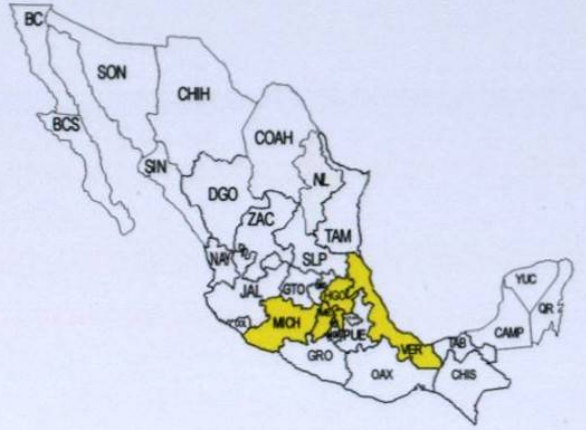 BC
SON
CHIH
BCS
COAH
SIN
NL
DGO
ZAC
TAM
NAY
SLP
JAL
GTO
HGO
YUC
QR
MICH
PUE
VER
TAB
CAMP
GRO
OAX
CHIS